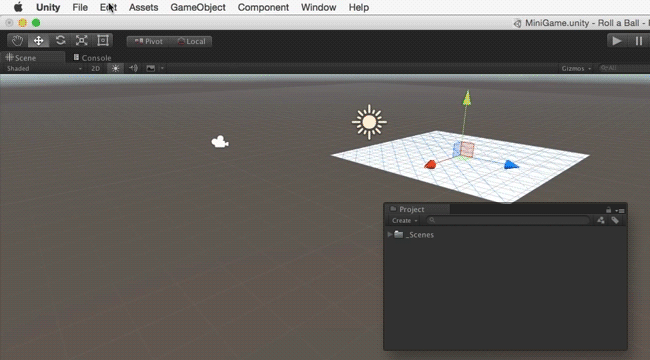 Unity File Edit Assets GameObject Component Window Help
MiniGame.unity - Roll a Ball -
Pivot Local
Scene Console
Shaded 2D Gizmos All
Project
Create
_Scenes